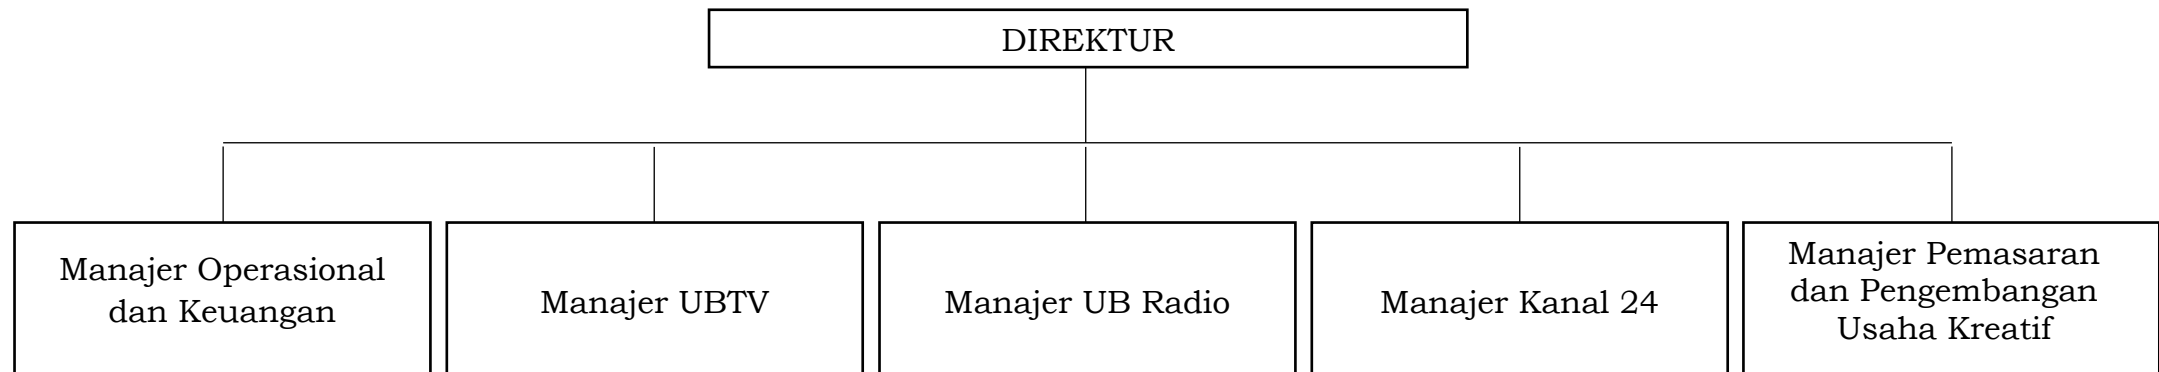 DIREKTUR
Manajer Operasional
dan Keuangan
Manajer UBTV
Manajer UB Radio
Manajer Kanal 24
Manajer Pemasaran
dan Pengembangan
Usaha Kreatif